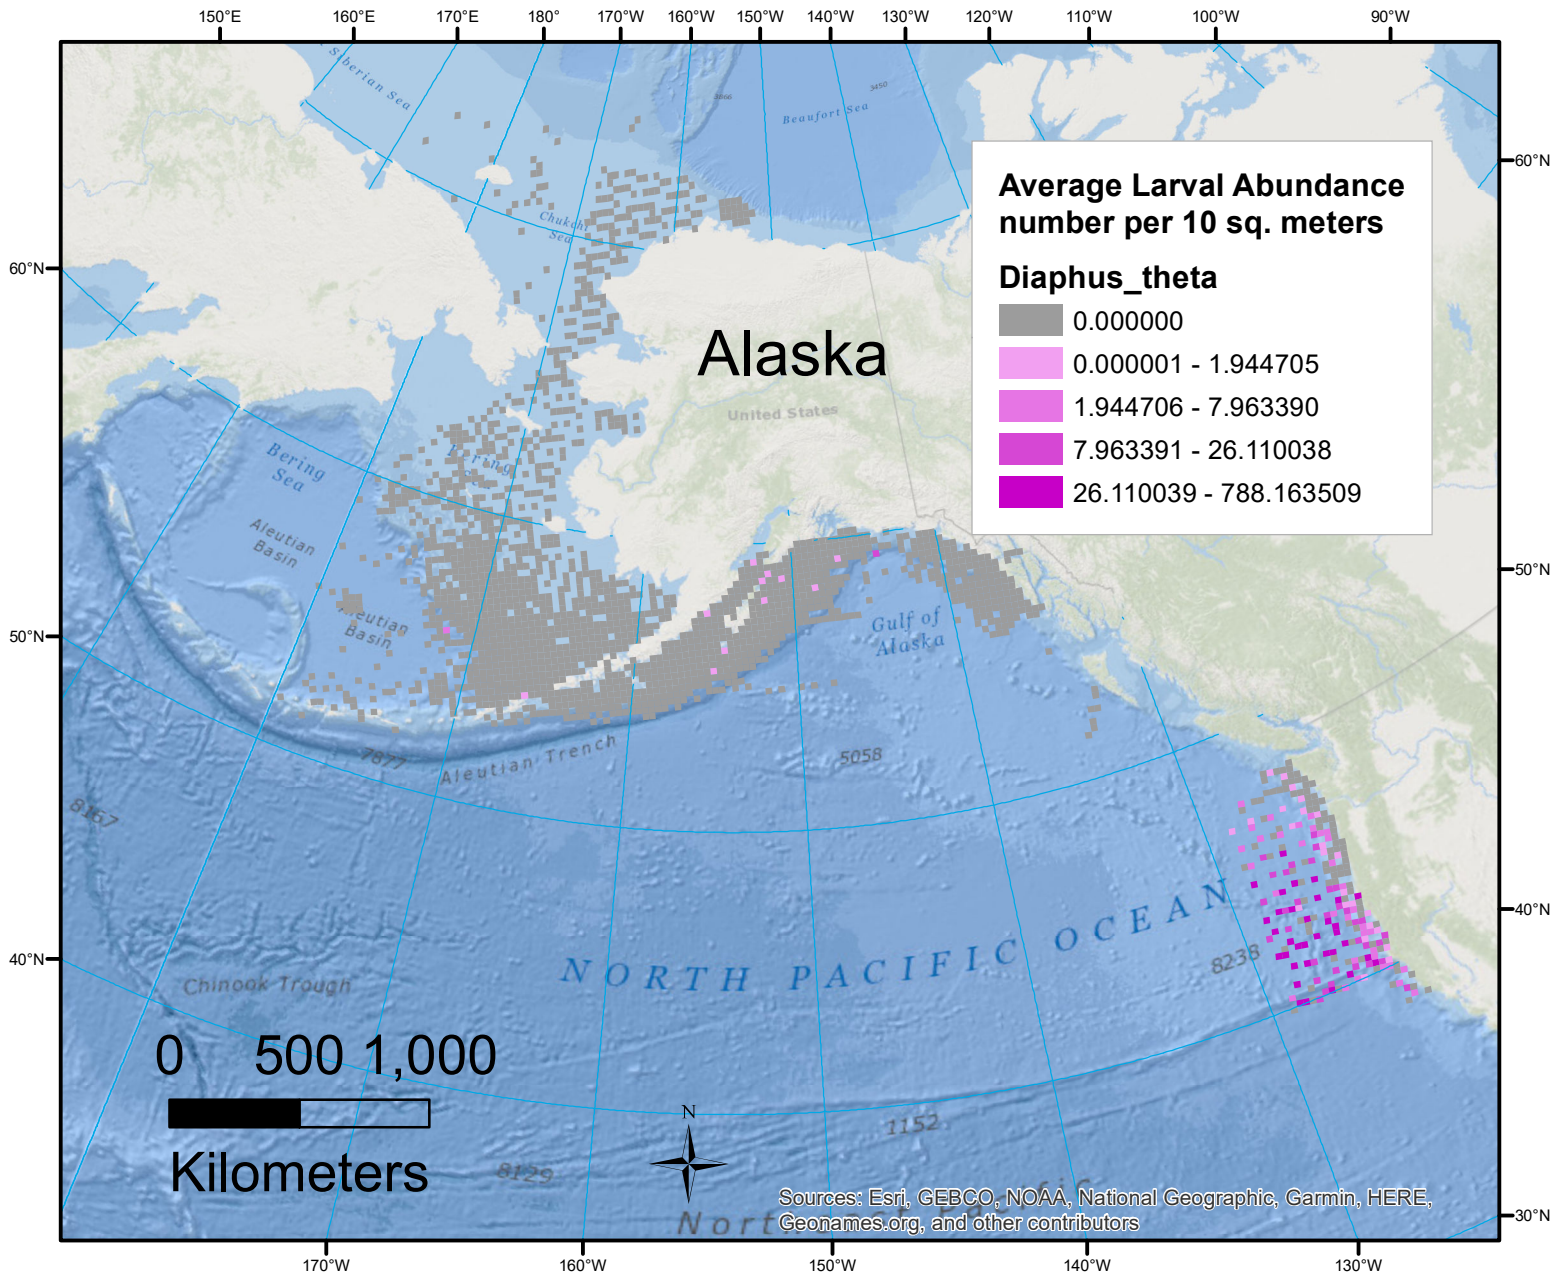 150°E 160°E 170°E 180° 170°W 160°W 150°W 140°W 130°W 120°W 110°W 100°W 90°W
Siberian Sea
3866
3450
Beaufort Sea
60°N
Average Larval Abundance
number per 10 sq. meters
Diaphus_theta
0.000000
0.000001 - 1.944705
1.944706 - 7.963390
7.963391 - 26.110038
26.110039 - 788.163509
Chukchi
Sea
60°N
Alaska
United States
Bering
Sea
Bering
Aleutian
Basin
50°N
Aleutian
Basin
Gulf of
Alaska
50°N
7877
Aleutian Trench
5058
8167
40°N
NORTH PACIFIC OCEAN
8238
40°N
Chinook Trough
0 500 1,000
Kilometers
N
1152
8129
Sources: Esri, GEBCO, NOAA, National Geographic, Garmin, HERE,
Geonames.org, and other contributors
Pacific
30°N
170°W 160°W 150°W 140°W 130°W